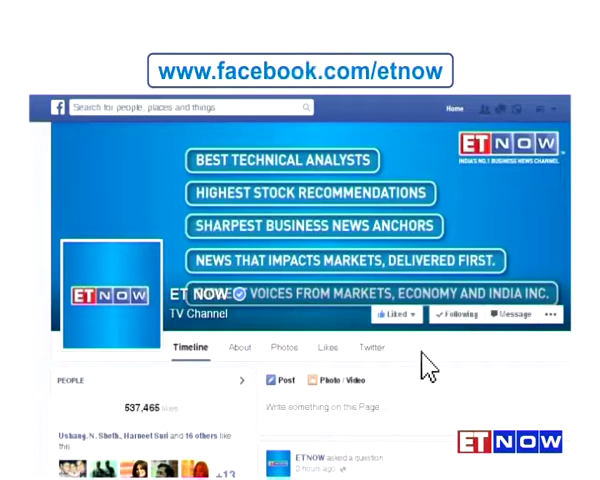 www.facebook.com/etnow
Search for people, places and things
Home
BEST TECHNICAL ANALYSTS
ET NOW
INDIA'S NO.1 BUSINESS NEWS CHANNEL
HIGHEST STOCK RECOMMENDATIONS
SHARPEST BUSINESS NEWS ANCHORS
NEWS THAT IMPACTS MARKETS, DELIVERED FIRST.
VOICES FROM MARKETS, ECONOMY AND INDIA INC.
ET NOW
ET NOW
TV Channel
Liked
Following
Message
Timeline About Photos Likes Twitter
PEOPLE
537,465 likes
Ushang. N. Sheth., Harneet Suri and 16 others like
this
+13
Post Photo / Video
Write something on this Page
ETNOW asked a question
2 hours ago
ET NOW